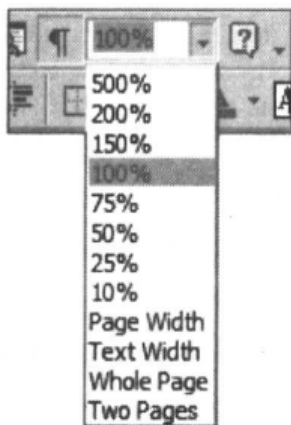 ¶ 100% ?
A
500%
200%
150%
100%
75%
50%
25%
10%
Page Width
Text Width
Whole Page
Two Pages